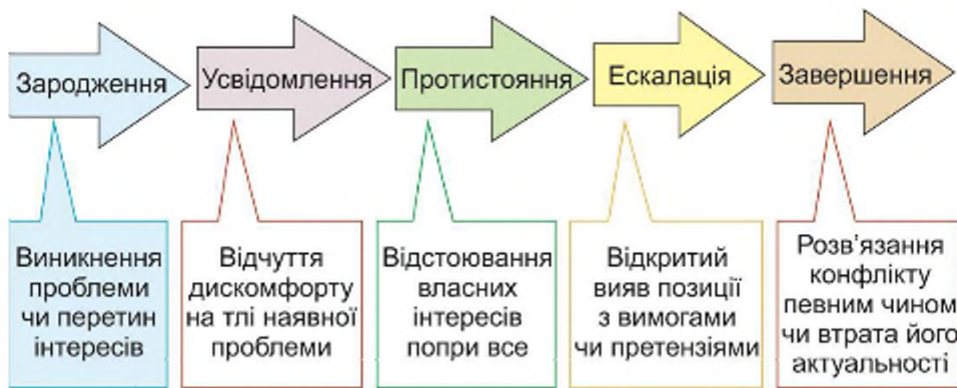 Зародження
Усвідомлення
Протистояння
Ескалація
Завершення
Виникнення
проблеми
чи перетин
інтересів
Відчуття
дискомфорту
на тлі наявної
проблеми
Відстоювання
власних
інтересів
попри все
Відкритий
вияв позиції
з вимогами
чи претензіями
Розв’язання
конфлікту
певним чином
чи втрата його
актуальності